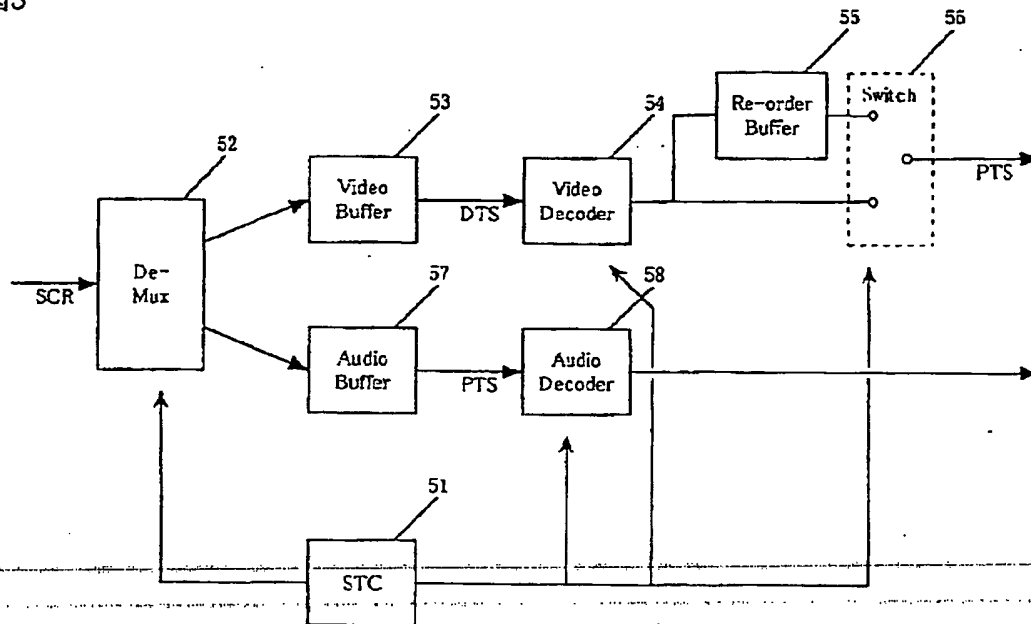 55
56
53
54
52
Re-order
Buffer
Switch
Video
Buffer
DTS
Video
Decoder
PTS
De-
Mux
SCR
57
58
Audio
Buffer
PTS
Audio
Decoder
51
STC